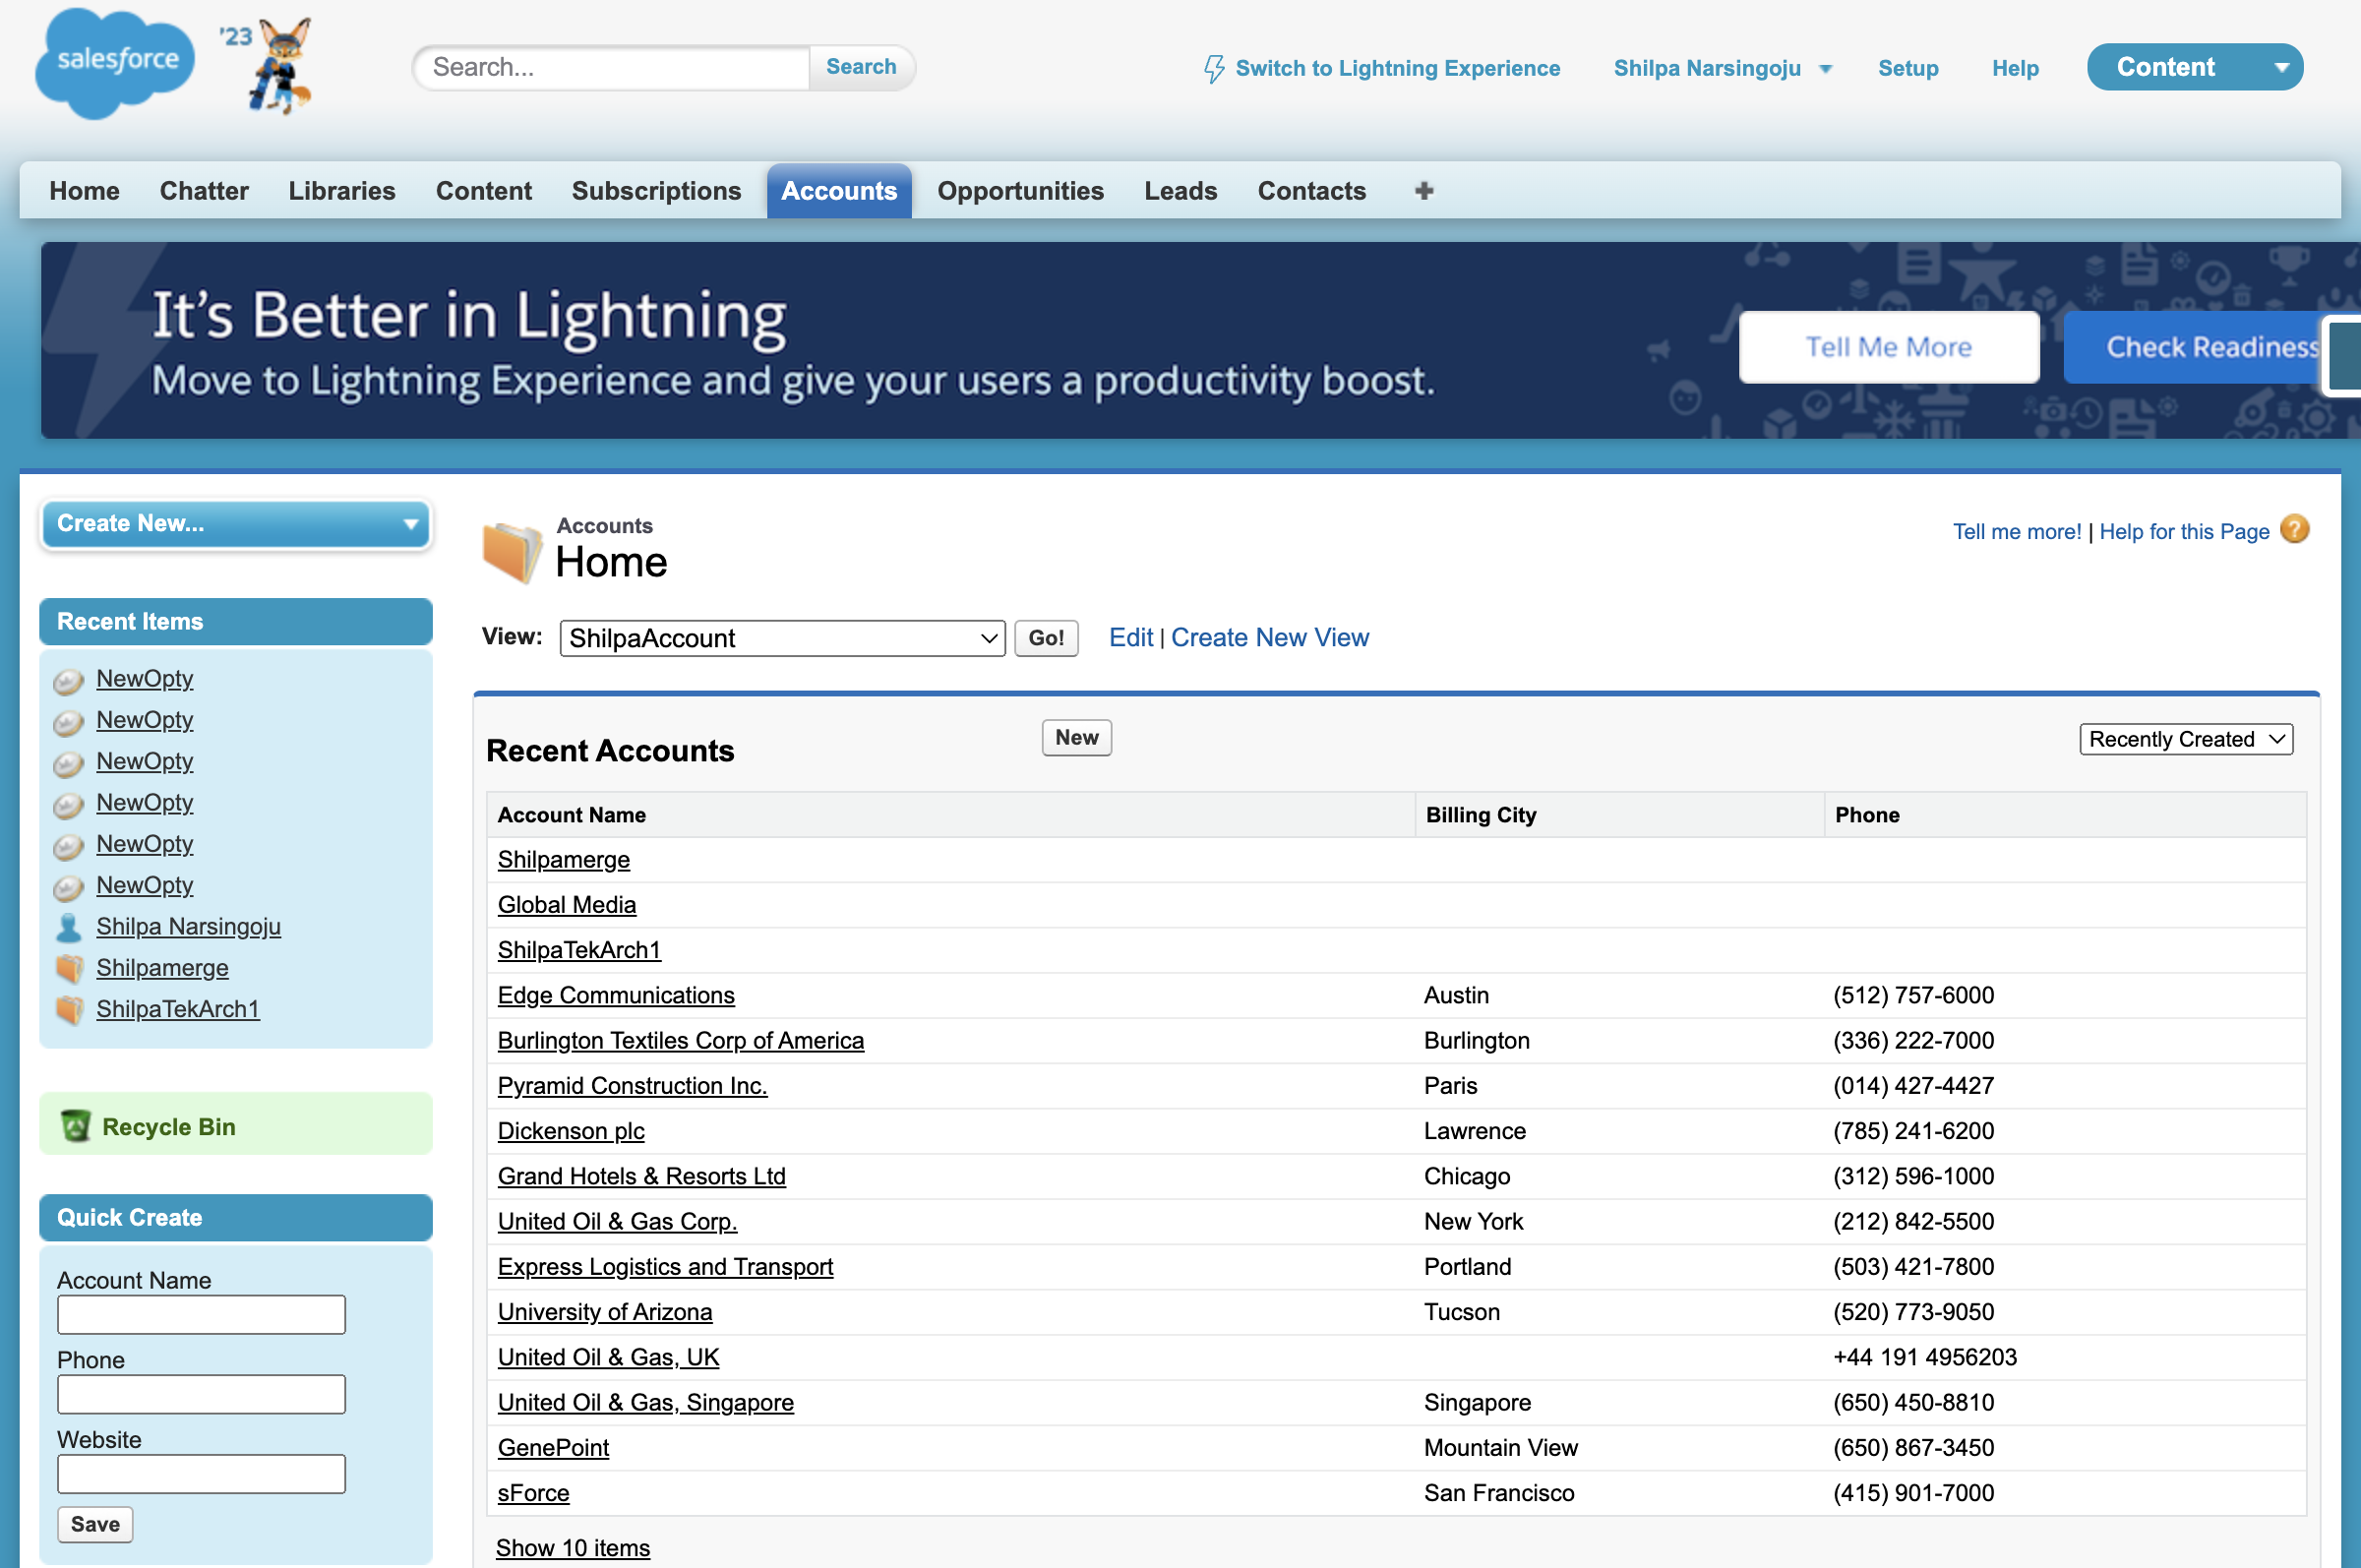 salesforce
'23
Search...
Search
Switch to Lightning Experience
Shilpa Narsingoju
Setup
Help
Content
Home
Chatter
Libraries
Content
Subscriptions
Accounts
Opportunities
Leads
Contacts
It's Better in Lightning
Move to Lightning Experience and give your users a productivity boost.
Tell Me More
Check Readiness
Create New...
Recent Items
NewOpty
NewOpty
NewOpty
NewOpty
NewOpty
NewOpty
Shilpa Narsingoju
Shilpamerge
ShilpaTekArch1
Recycle Bin
Quick Create
Account Name
Phone
Website
Save
Accounts
Home
Tell me more! | Help for this Page
View: ShilpaAccount Go! Edit | Create New View
Recent Accounts New Recently Created
Account Name Billing City Phone
Shilpamerge
Global Media
ShilpaTekArch1
Edge Communications Austin (512) 757-6000
Burlington Textiles Corp of America Burlington (336) 222-7000
Pyramid Construction Inc. Paris (014) 427-4427
Dickenson plc Lawrence (785) 241-6200
Grand Hotels & Resorts Ltd Chicago (312) 596-1000
United Oil & Gas Corp. New York (212) 842-5500
Express Logistics and Transport Portland (503) 421-7800
University of Arizona Tucson (520) 773-9050
United Oil & Gas, UK +44 191 4956203
United Oil & Gas, Singapore Singapore (650) 450-8810
GenePoint Mountain View (650) 867-3450
sForce San Francisco (415) 901-7000
Show 10 items